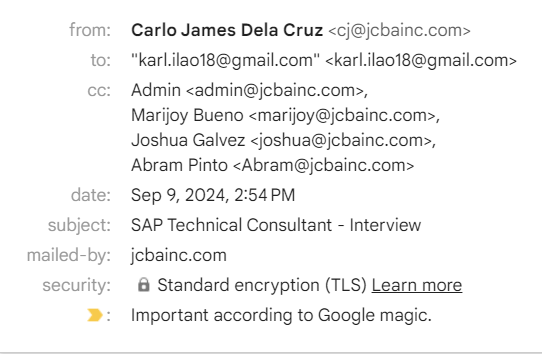 from: Carlo James Dela Cruz <cj@jcbainc.com>
to: "karl.ilao18@gmail.com" <karl.ilao18@gmail.com>
cc: Admin <admin@jcbainc.com>,
Marijoy Bueno <marijoy@jcbainc.com>,
Joshua Galvez <joshua@jcbainc.com>,
Abram Pinto <Abram@jcbainc.com>
date: Sep 9, 2024, 2:54 PM
subject: SAP Technical Consultant - Interview
mailed-by: jcbainc.com
security: Standard encryption (TLS) Learn more
: Important according to Google magic.